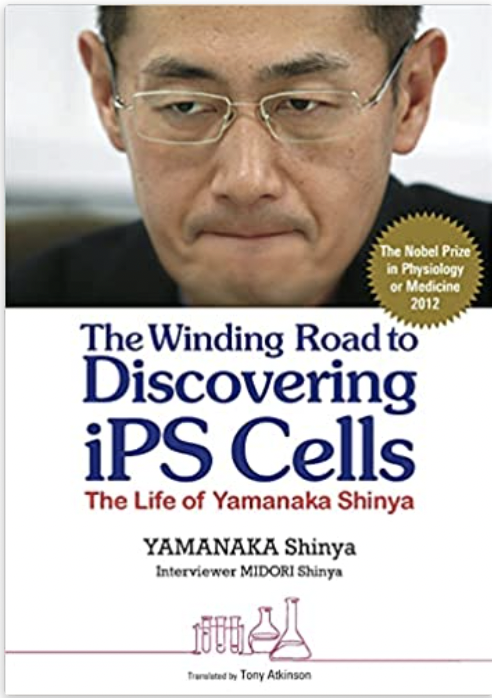 The Nobel Prize
in Physiology
or Medicine
2012
The Winding Road to
Discovering
iPS Cells
The Life of Yamanaka Shinya
YAMANAKA Shinya
Interviewer MIDORI Shinya
Translated by Tony Atkinson